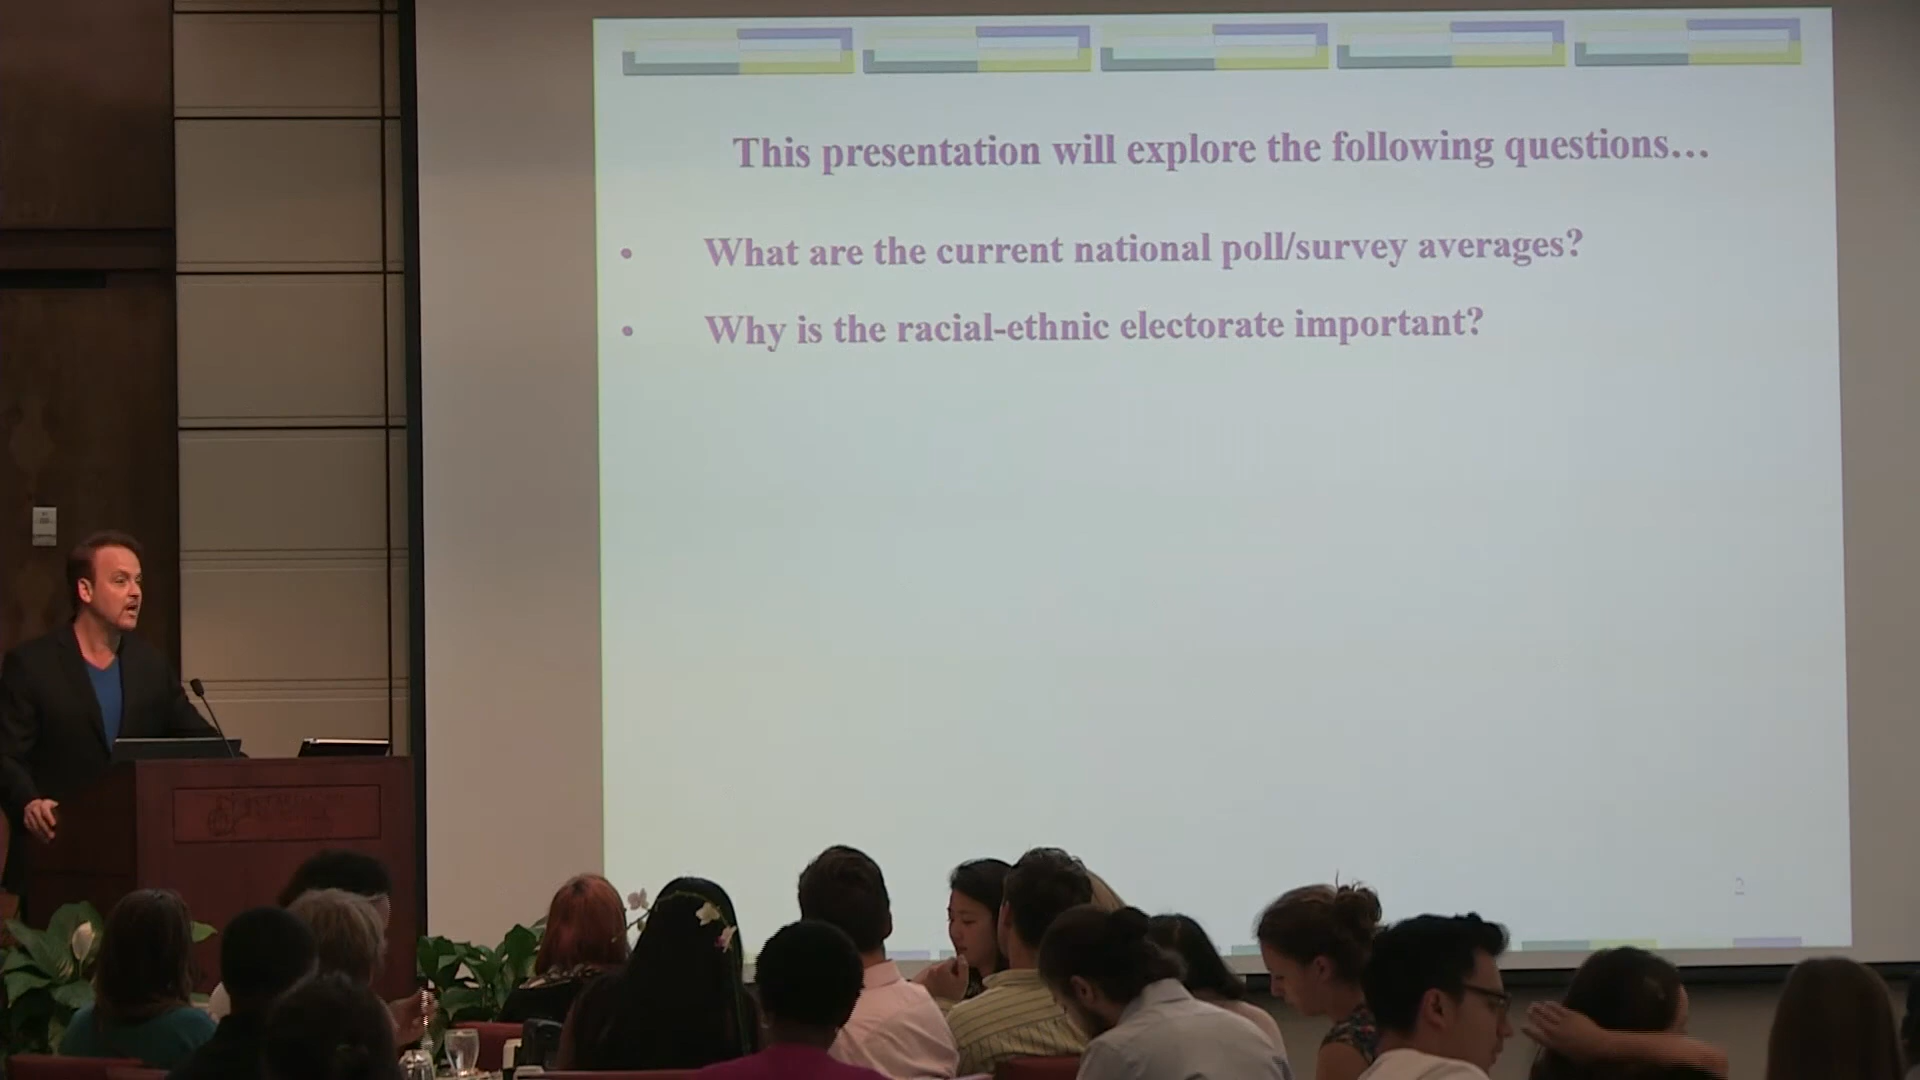 This presentation will explore the following questions…
• What are the current national poll/survey averages?
• Why is the racial-ethnic electorate important?
2